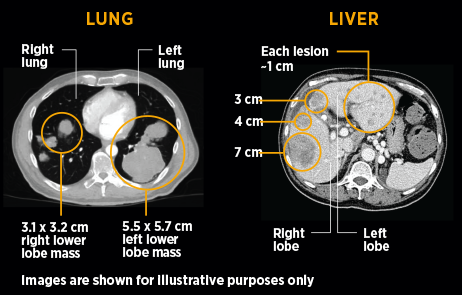 LUNG
Right
lung
Left
lung
3.1 x 3.2 cm
right lower
lobe mass
5.5 x 5.7 cm
left lower
lobe mass
LIVER
Each lesion
~1 cm
3 cm
4 cm
7 cm
Right
lobe
Left
lobe
Images are shown for illustrative purposes only